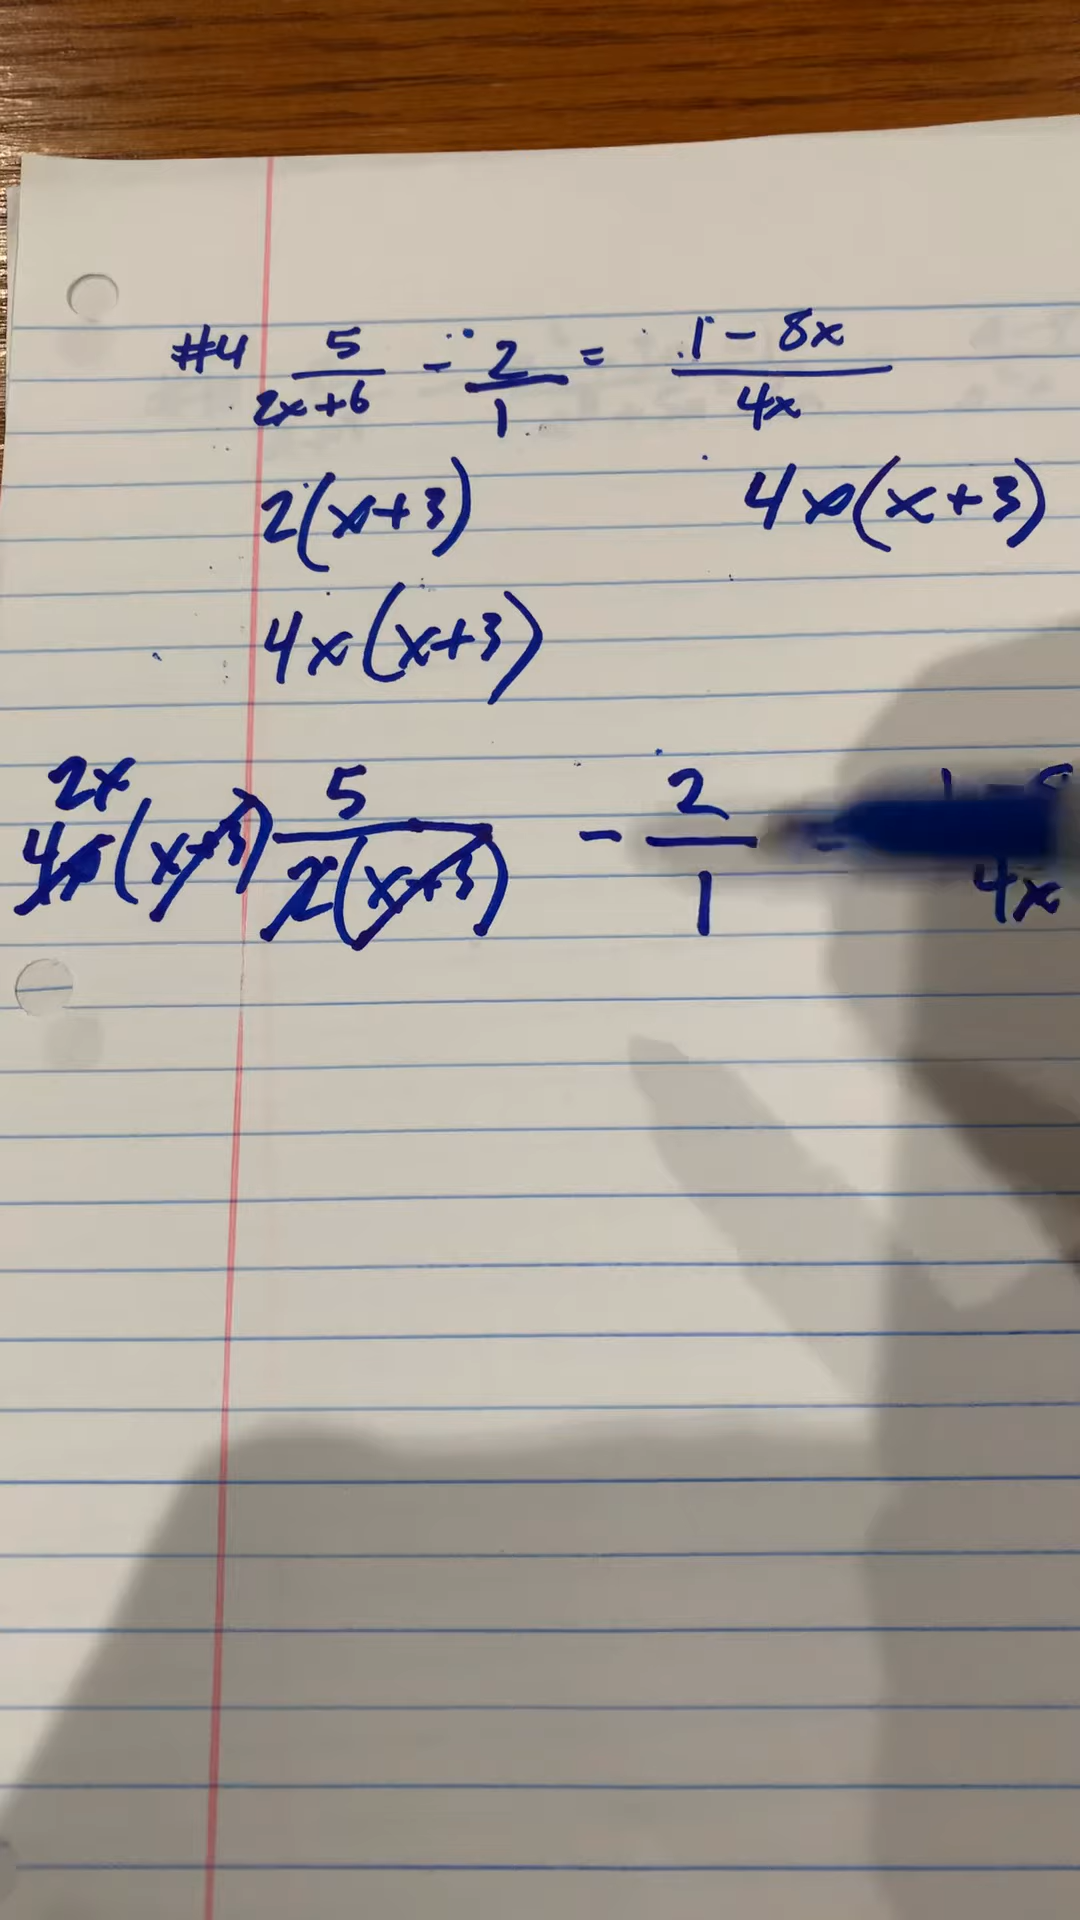 #4 5/(2x+6) - 2/1 = (1 - 8x)/(4x)
2(x+3) 4x(x+3)
4x(x+3)
2x
4x(x+3) 5/(2(x+3)) - 2/1 /(4x)